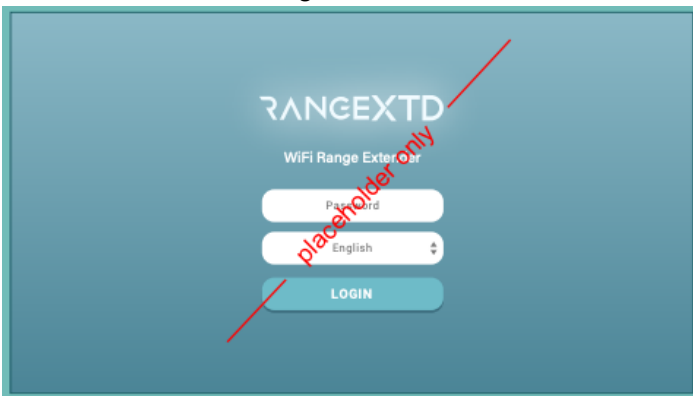 RANGEXTD
WiFi Range Extender
Password
English
LOGIN
placeholder only